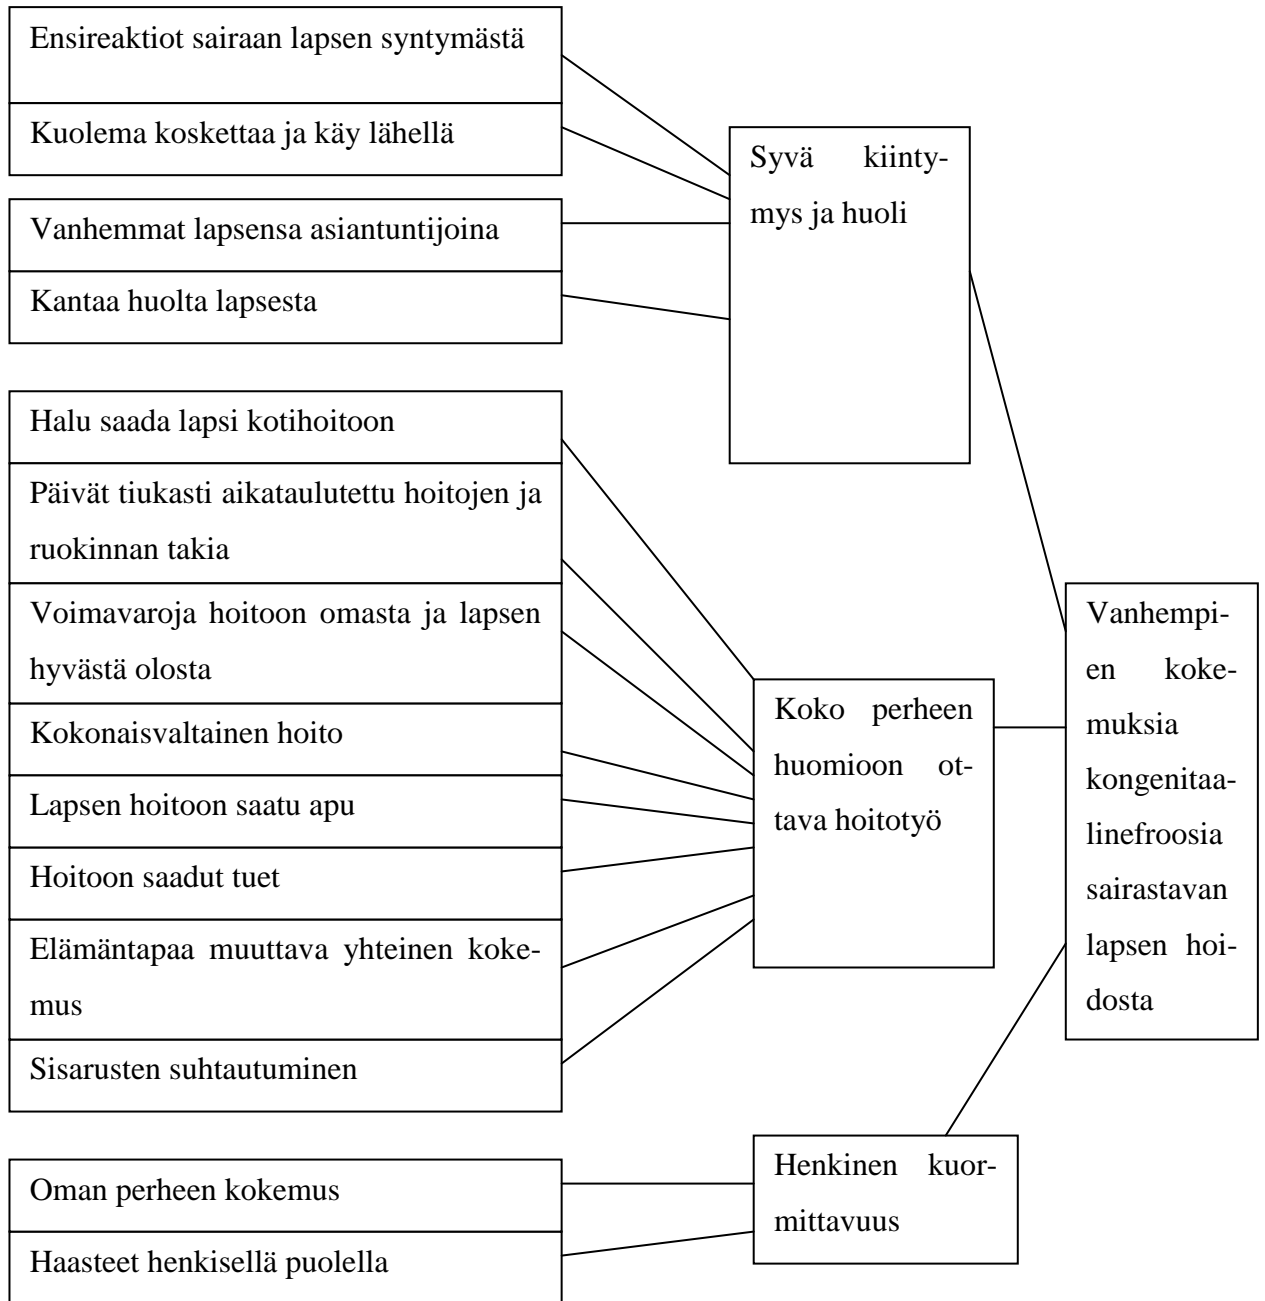 Ensireaktiot sairaan lapsen syntymästä
Kuolema koskettaa ja käy lähellä
Vanhemmat lapsensa asiantuntijoina
Kantaa huolta lapsesta
Halu saada lapsi kotihoitoon
Päivät tiukasti aikataulutettu hoitojen ja
ruokinnan takia
Voimavaroja hoitoon omasta ja lapsen
hyvästä olosta
Kokonaisvaltainen hoito
Lapsen hoitoon saatu apu
Hoitoon saadut tuet
Elämäntapaa muuttava yhteinen koke-
mus
Sisarusten suhtautuminen
Oman perheen kokemus
Haasteet henkisellä puolella
Syvä kiinty-
mys ja huoli
Koko perheen
huomioon ot-
tava hoitotyö
Henkinen kuor-
mittavuus
Vanhempi-
en koke-
muksia
kongenitaa-
linefroosia
sairastavan
lapsen hoi-
dosta